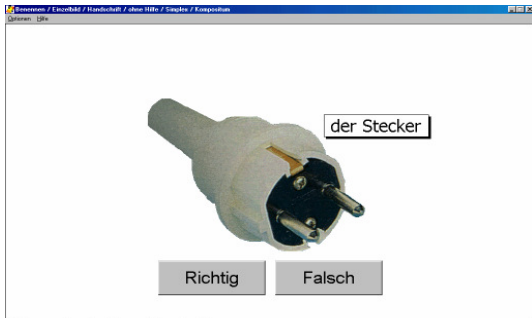 Benennen / Einzelbild / Handschrift / ohne Hilfe / Simplex / Kompositum
Optionen Hilfe
der Stecker
Richtig Falsch